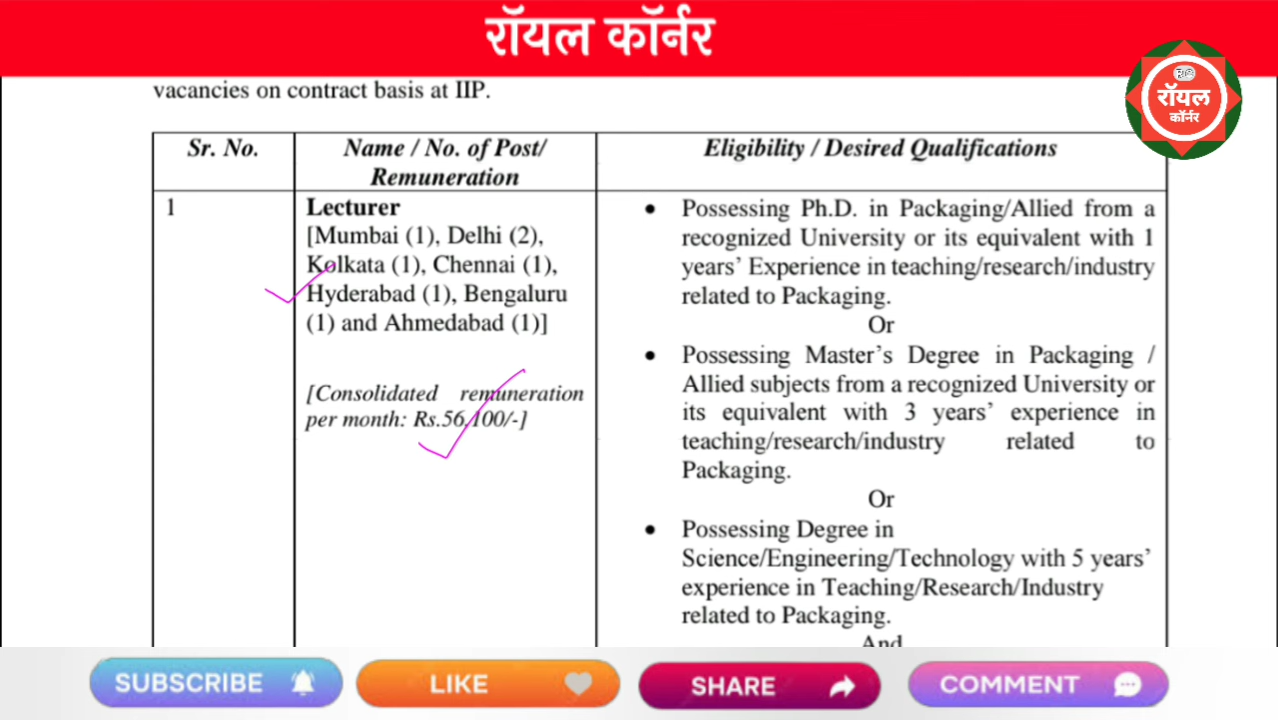 रॉयल कॉर्नर
RC
रॉयल
कॉर्नर
vacancies on contract basis at IIP.
Sr. No.
Name / No. of Post/
Remuneration
Eligibility / Desired Qualifications
1
Lecturer
[Mumbai (1), Delhi (2),
Kolkata (1), Chennai (1),
Hyderabad (1), Bengaluru
(1) and Ahmedabad (1)]
[Consolidated remuneration
per month: Rs.56,100/-]
• Possessing Ph.D. in Packaging/Allied from a
recognized University or its equivalent with 1
years’ Experience in teaching/research/industry
related to Packaging.
Or
• Possessing Master’s Degree in Packaging /
Allied subjects from a recognized University or
its equivalent with 3 years’ experience in
teaching/research/industry related to
Packaging.
Or
• Possessing Degree in
Science/Engineering/Technology with 5 years’
experience in Teaching/Research/Industry
related to Packaging.
And
SUBSCRIBE
LIKE
SHARE
COMMENT